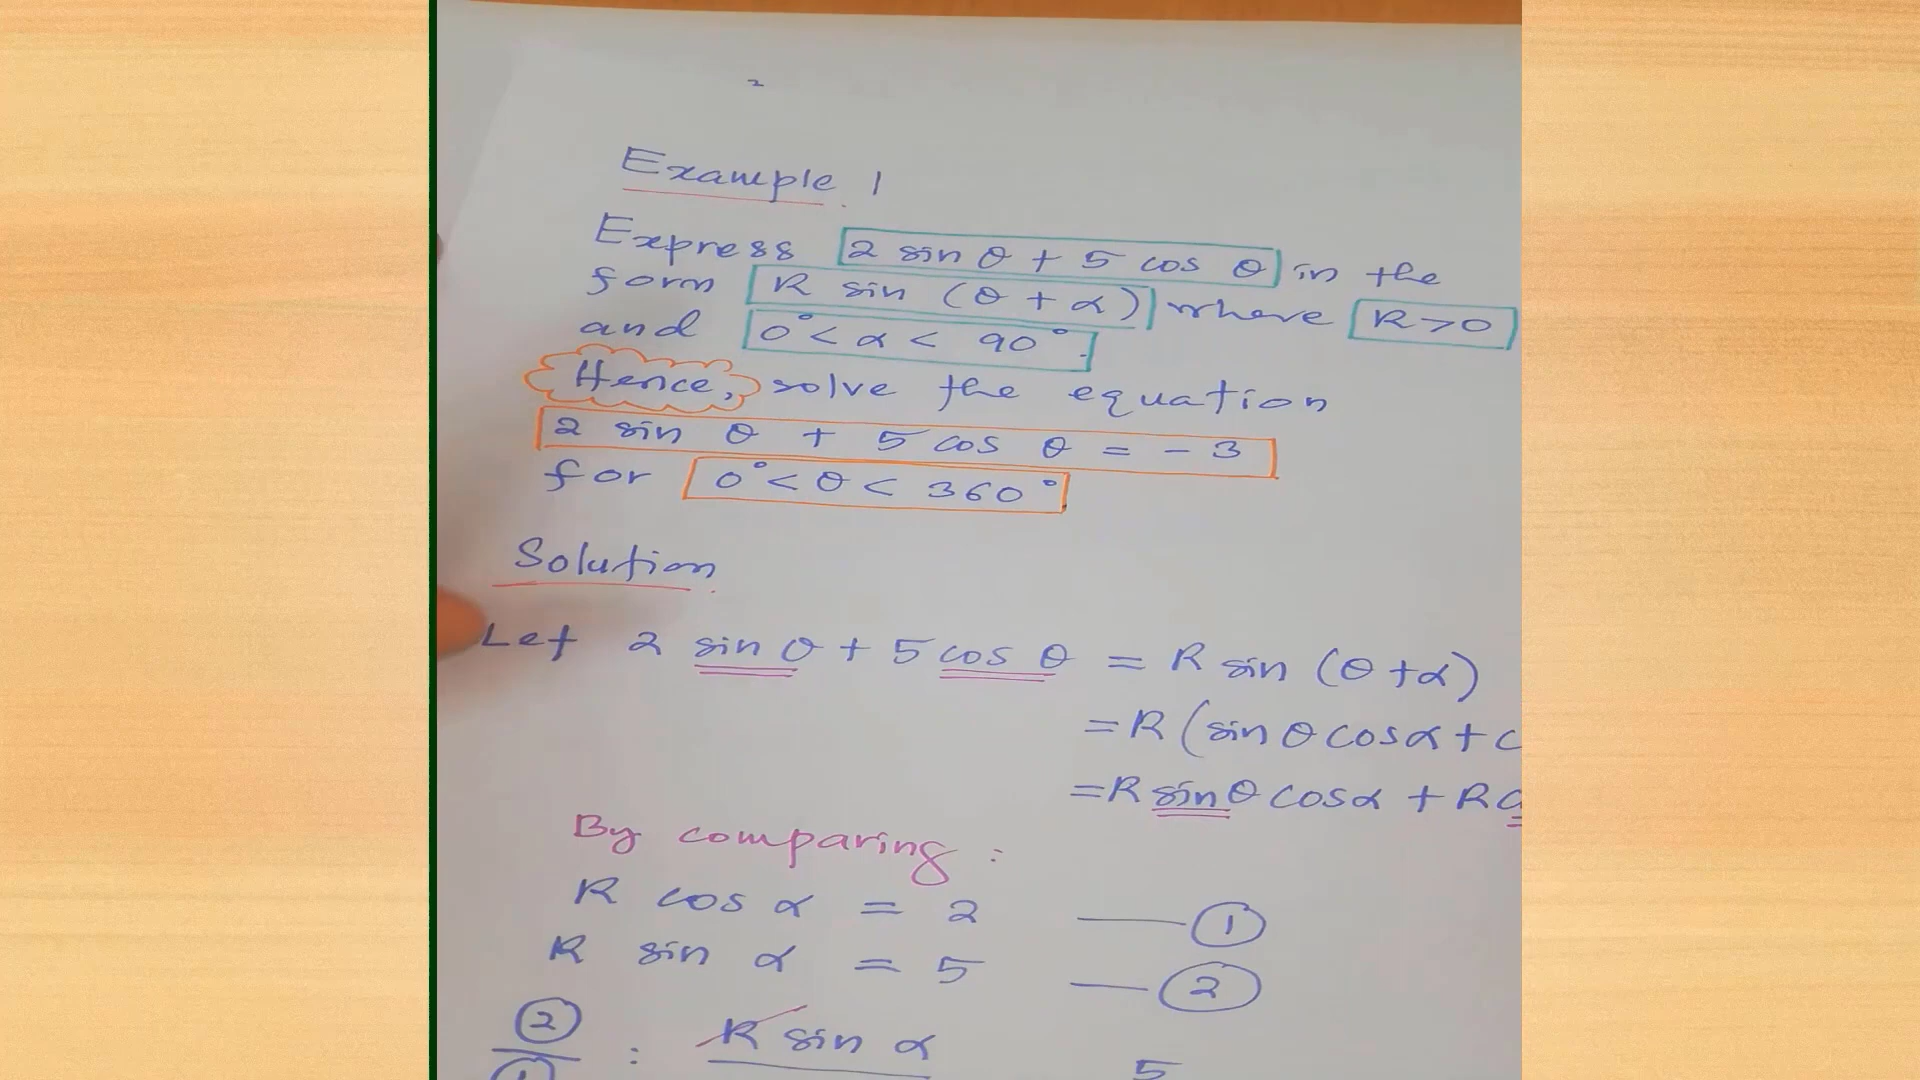 2
Example 1
Express 2 sin θ + 5 cos θ in the
form R sin (θ + α) where R > 0
and 0° < α < 90°.
Hence, solve the equation
2 sin θ + 5 cos θ = - 3
for 0° < θ < 360°
Solution
Let 2 sin θ + 5 cos θ = R sin (θ + α)
= R (sin θ cos α + c
= R sin θ cos α + R c
By comparing :
R cos α = 2 — ①
R sin α = 5 — ②
②/① : R sin α 5